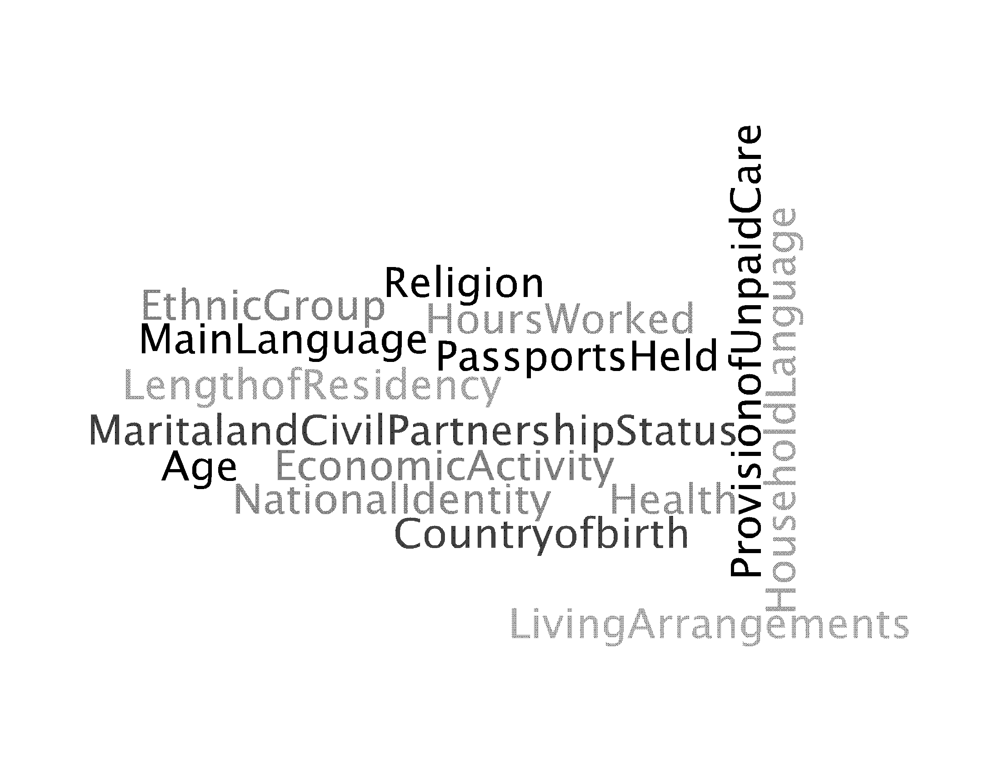 Religion
EthnicGroup
HoursWorked
MainLanguage
PassportsHeld
LengthofResidency
MaritalandCivilPartnershipStatus
Age
EconomicActivity
NationalIdentity
Health
Countryofbirth
ProvisionofUnpaidCare
HouseholdLanguage
LivingArrangements